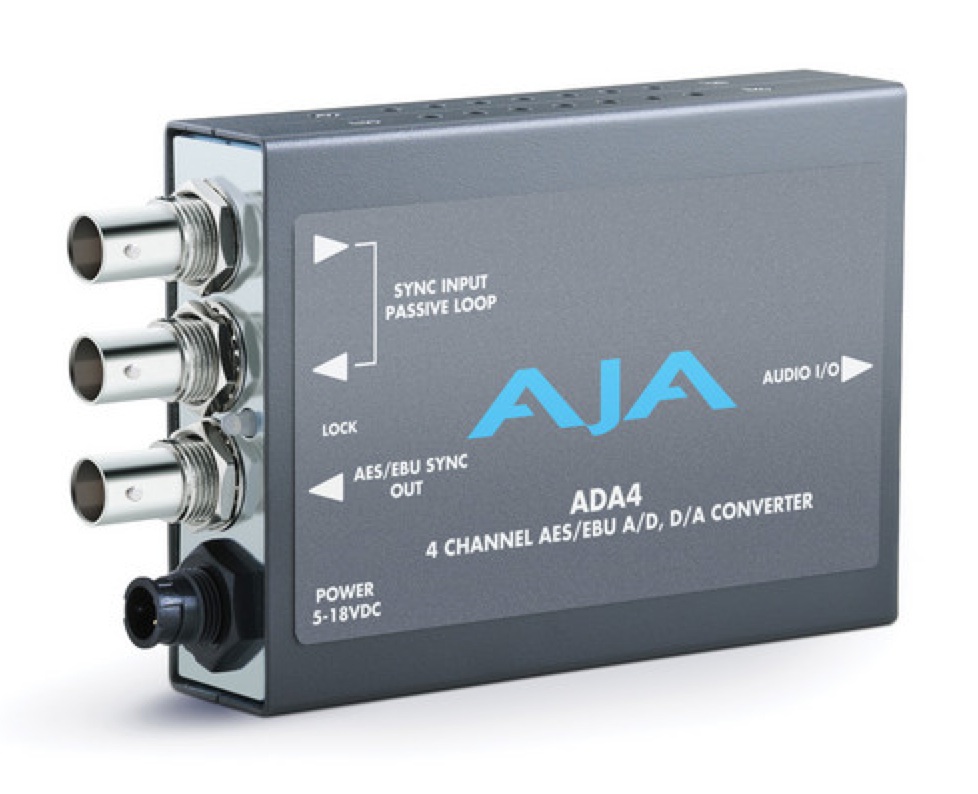 SYNC INPUT
PASSIVE LOOP
AJA
AUDIO I/O
LOCK
AES/EBU SYNC
OUT
ADA4
4 CHANNEL AES/EBU A/D, D/A CONVERTER
POWER
5-18VDC